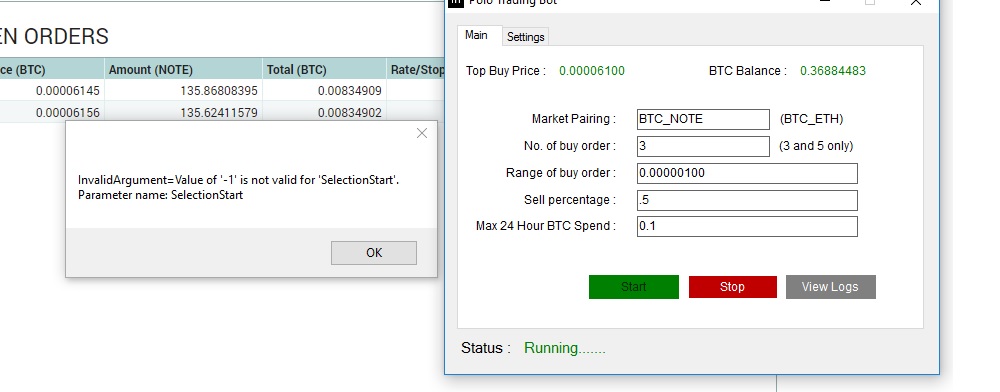 EN ORDERS
ce (BTC) Amount (NOTE) Total (BTC) Rate/Stop
0.00006145 135.86808395 0.00834909
0.00006156 135.62411579 0.00834902
InvalidArgument=Value of '-1' is not valid for 'SelectionStart'.
Parameter name: SelectionStart
OK
Polo Trading Bot
Main Settings
Top Buy Price : 0.00006100 BTC Balance : 0.36884483
Market Pairing : BTC_NOTE (BTC_ETH)
No. of buy order : 3 (3 and 5 only)
Range of buy order : 0.00000100
Sell percentage : .5
Max 24 Hour BTC Spend : 0.1
Start Stop View Logs
Status : Running.......